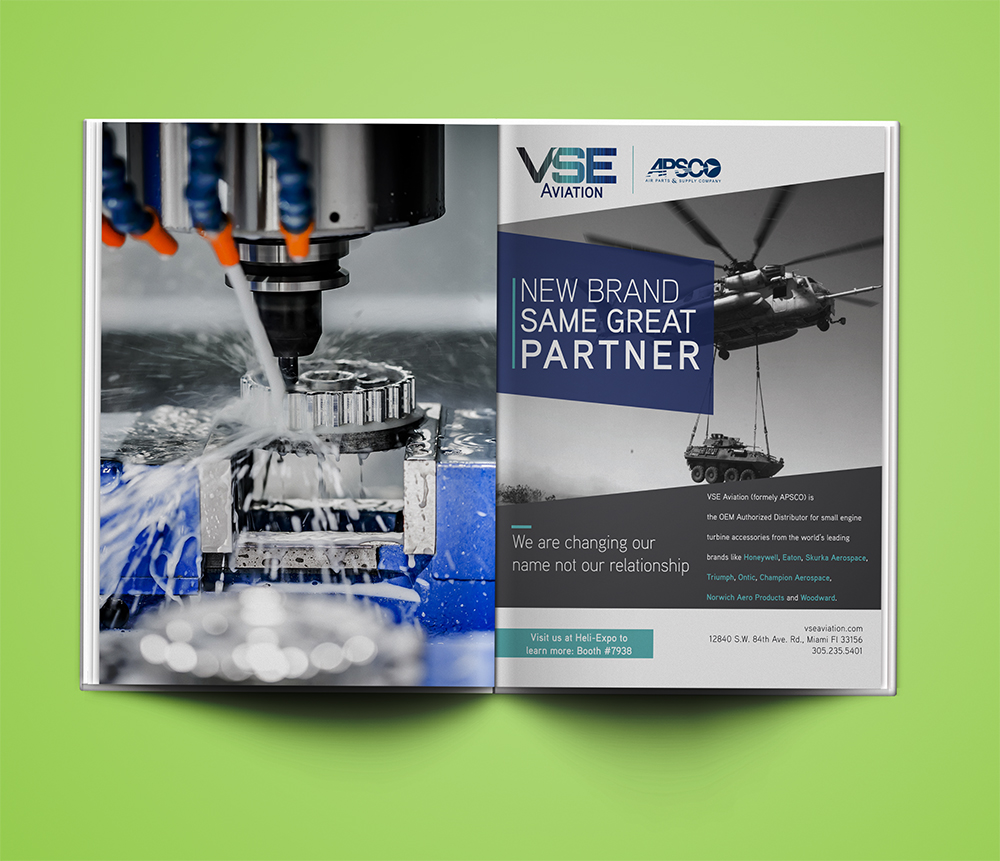 VSE
AVIATION
APSCO
AIR PARTS & SUPPLY COMPANY
NEW BRAND
SAME GREAT
PARTNER
We are changing our
name not our relationship
VSE Aviation (formely APSCO) is
the OEM Authorized Distributor for small engine
turbine accessories from the world's leading
brands like Honeywell, Eaton, Skurka Aerospace,
Triumph, Ontic, Champion Aerospace,
Norwich Aero Products and Woodward.
Visit us at Heli-Expo to
learn more: Booth #7938
vseaviation.com
12840 S.W. 84th Ave. Rd., Miami Fl 33156
305.235.5401